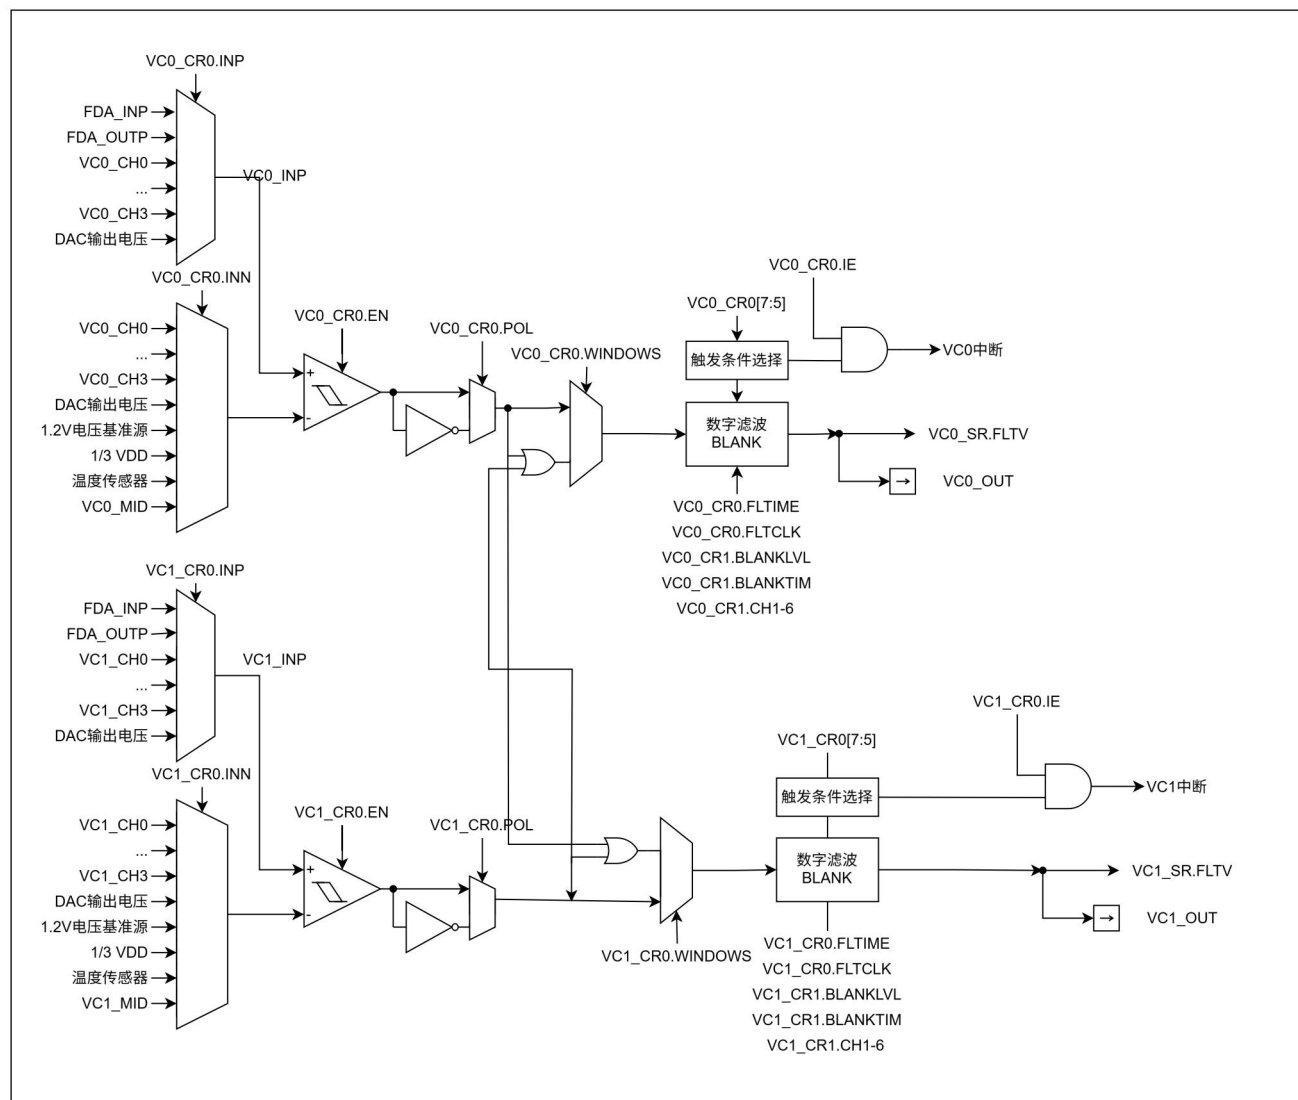 VC0_CR0.INP
FDA_INP
FDA_OUTP
VC0_CH0
...
VC0_CH3
DAC输出电压
VC0_INP
VC0_CR0.INN
VC0_CH0
...
VC0_CH3
DAC输出电压
1.2V电压基准源
1/3 VDD
温度传感器
VC0_MID
VC0_CR0.EN
+
-
VC0_CR0.POL
VC0_CR0.WINDOWS
VC0_CR0.IE
VC0_CR0[7:5]
触发条件选择
VC0中断
数字滤波
BLANK
VC0_SR.FLTV
→
VC0_OUT
VC0_CR0.FLTIME
VC0_CR0.FLTCLK
VC0_CR1.BLANKLVL
VC0_CR1.BLANKTIM
VC0_CR1.CH1-6
VC1_CR0.INP
FDA_INP
FDA_OUTP
VC1_CH0
...
VC1_CH3
DAC输出电压
VC1_INP
VC1_CR0.INN
VC1_CH0
...
VC1_CH3
DAC输出电压
1.2V电压基准源
1/3 VDD
温度传感器
VC1_MID
VC1_CR0.EN
+
-
VC1_CR0.POL
VC1_CR0.WINDOWS
VC1_CR0.IE
VC1_CR0[7:5]
触发条件选择
VC1中断
数字滤波
BLANK
VC1_SR.FLTV
→
VC1_OUT
VC1_CR0.FLTIME
VC1_CR0.FLTCLK
VC1_CR1.BLANKLVL
VC1_CR1.BLANKTIM
VC1_CR1.CH1-6